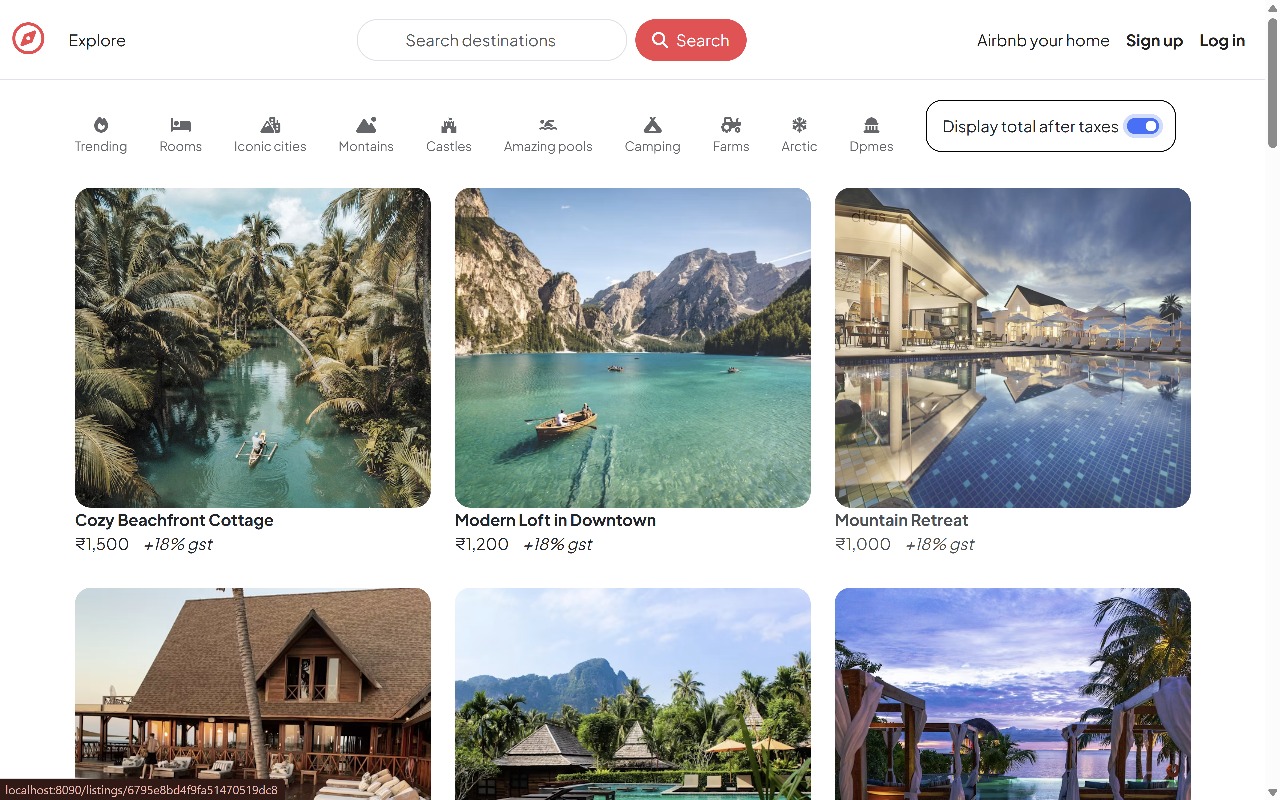 Explore
Search destinations
Search
Airbnb your home
Sign up
Log in
Trending
Rooms
Iconic cities
Montains
Castles
Amazing pools
Camping
Farms
Arctic
Dpmes
Display total after taxes
dfgs
Cozy Beachfront Cottage
₹1,500 +18% gst
Modern Loft in Downtown
₹1,200 +18% gst
Mountain Retreat
₹1,000 +18% gst
localhost:8090/listings/6795e8bd4f9fa51470519dc8